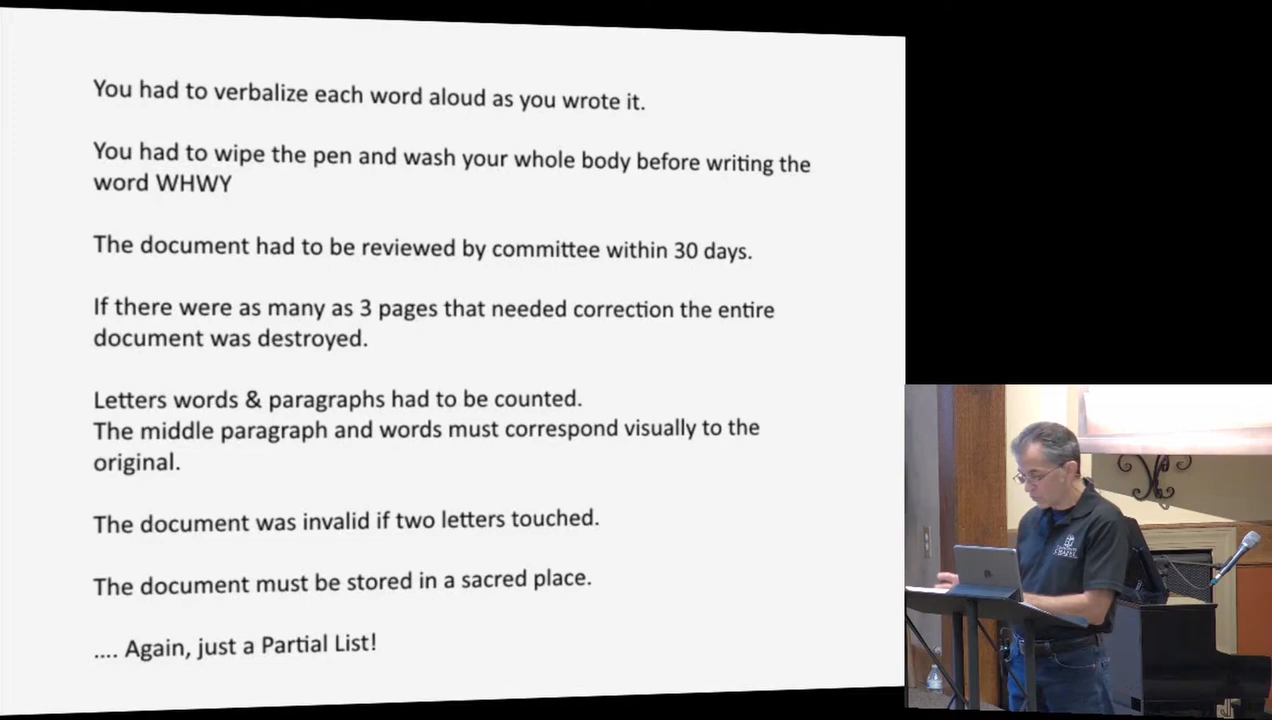 You had to verbalize each word aloud as you wrote it.
You had to wipe the pen and wash your whole body before writing the
word WHWY
The document had to be reviewed by committee within 30 days.
If there were as many as 3 pages that needed correction the entire
document was destroyed.
Letters words & paragraphs had to be counted.
The middle paragraph and words must correspond visually to the
original.
The document was invalid if two letters touched.
The document must be stored in a sacred place.
.... Again, just a Partial List!